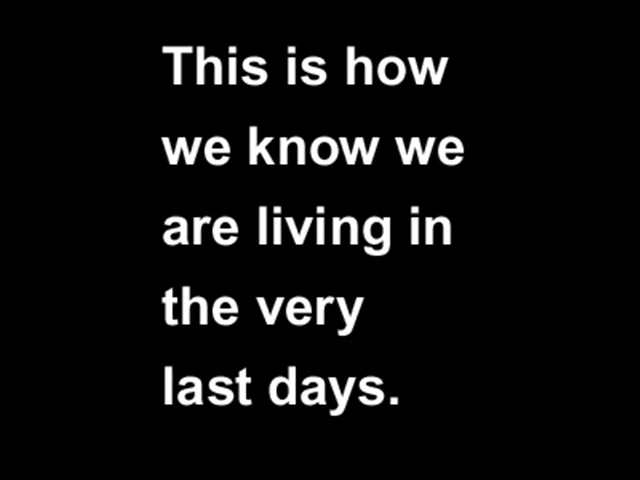 This is how
we know we
are living in
the very
last days.